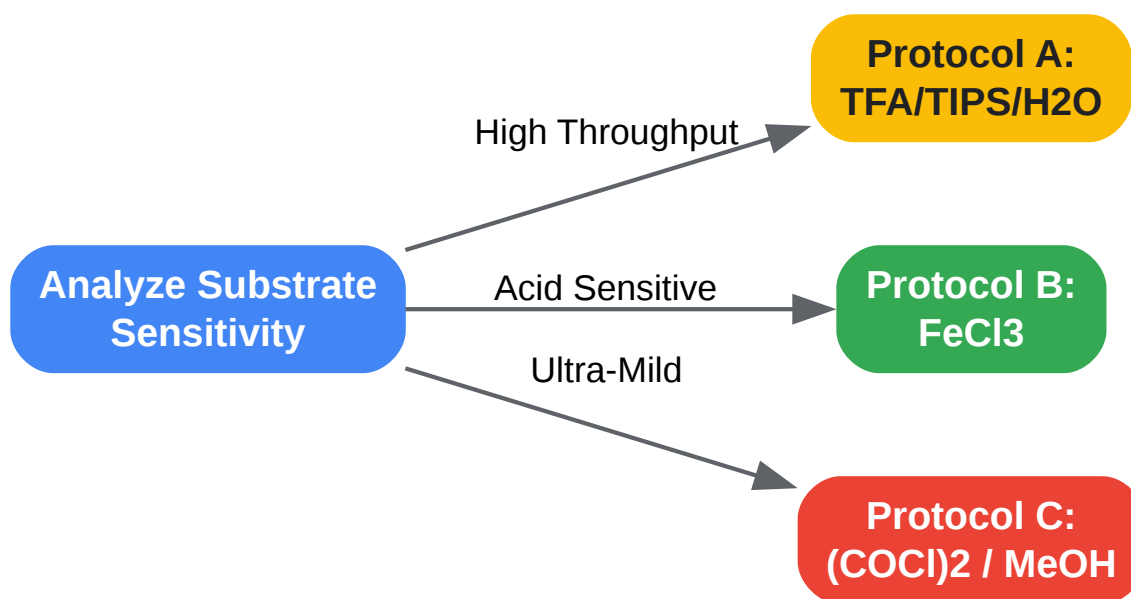 Protocol A:
TFA/TIPS/H2O
High Throughput
Analyze Substrate
Sensitivity
Acid Sensitive
Protocol B:
FeCl3
Ultra-Mild
Protocol C:
(COCl)2 / MeOH